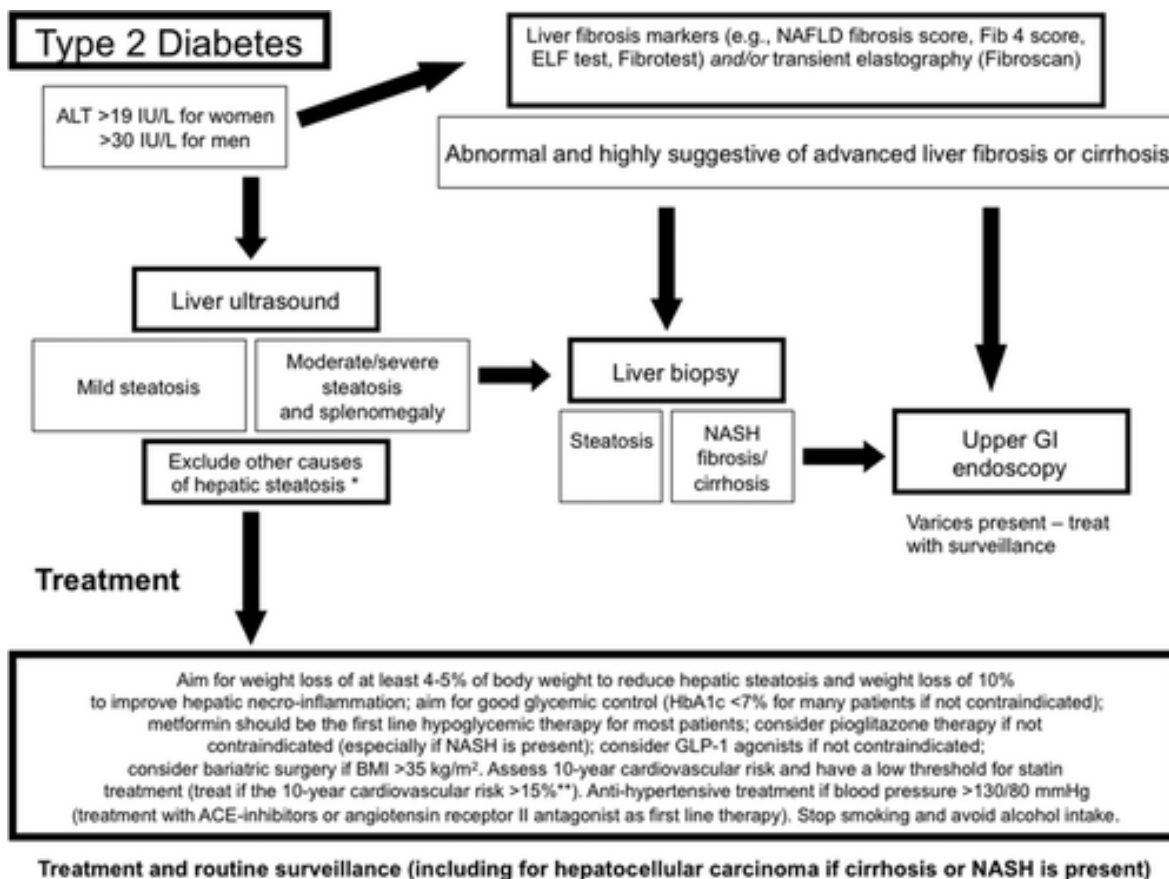 Type 2 Diabetes
ALT >19 IU/L for women
>30 IU/L for men
Liver fibrosis markers (e.g., NAFLD fibrosis score, Fib 4 score,
ELF test, Fibrotest) and/or transient elastography (Fibroscan)
Abnormal and highly suggestive of advanced liver fibrosis or cirrhosis
Liver ultrasound
Mild steatosis
Moderate/severe
steatosis
and splenomegaly
Exclude other causes
of hepatic steatosis *
Liver biopsy
Steatosis
NASH
fibrosis/
cirrhosis
Upper GI
endoscopy
Varices present – treat
with surveillance
Treatment
Aim for weight loss of at least 4-5% of body weight to reduce hepatic steatosis and weight loss of 10%
to improve hepatic necro-inflammation; aim for good glycemic control (HbA1c <7% for many patients if not contraindicated);
metformin should be the first line hypoglycemic therapy for most patients; consider pioglitazone therapy if not
contraindicated (especially if NASH is present); consider GLP-1 agonists if not contraindicated;
consider bariatric surgery if BMI >35 kg/m². Assess 10-year cardiovascular risk and have a low threshold for statin
treatment (treat if the 10-year cardiovascular risk >15%**). Anti-hypertensive treatment if blood pressure >130/80 mmHg
(treatment with ACE-inhibitors or angiotensin receptor II antagonist as first line therapy). Stop smoking and avoid alcohol intake.
Treatment and routine surveillance (including for hepatocellular carcinoma if cirrhosis or NASH is present)